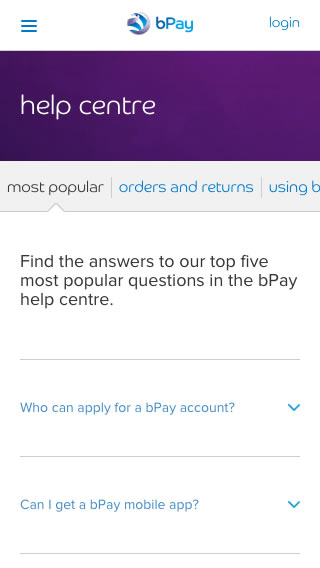 bPay
login
help centre
most popular
orders and returns
using b
Find the answers to our top five
most popular questions in the bPay
help centre.
Who can apply for a bPay account?
Can I get a bPay mobile app?